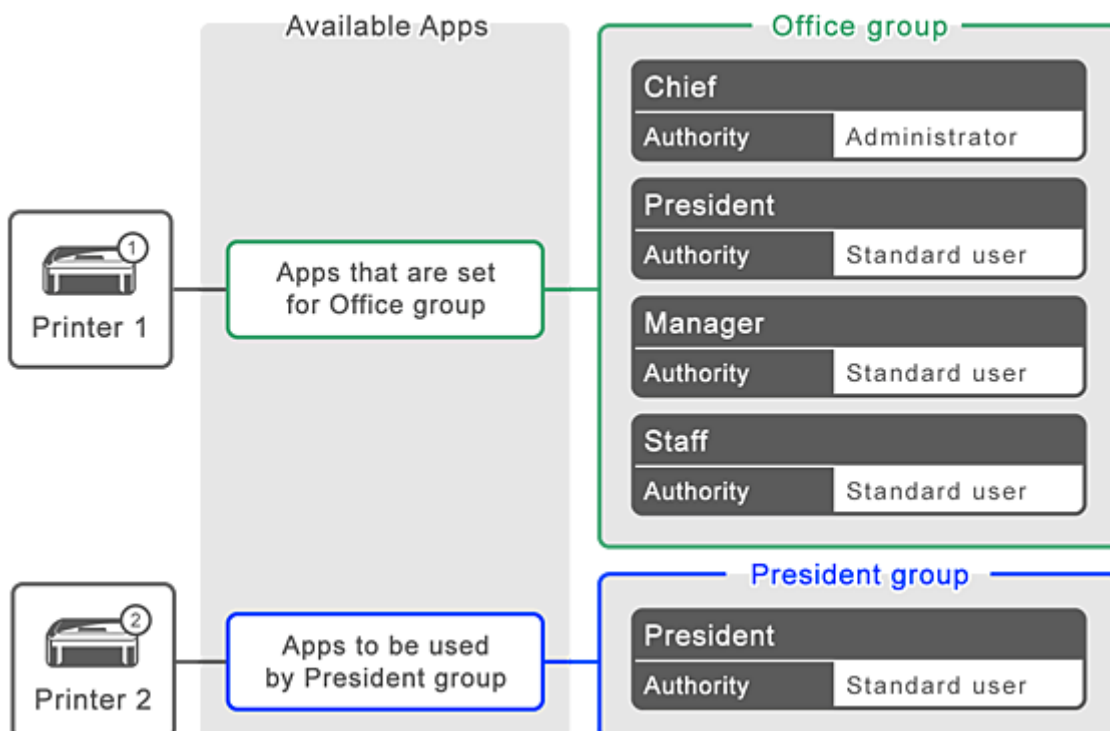 Available Apps
Office group
Chief
Authority Administrator
President
Authority Standard user
Manager
Authority Standard user
Staff
Authority Standard user
1
Printer 1
Apps that are set
for Office group
President group
President
Authority Standard user
2
Printer 2
Apps to be used
by President group